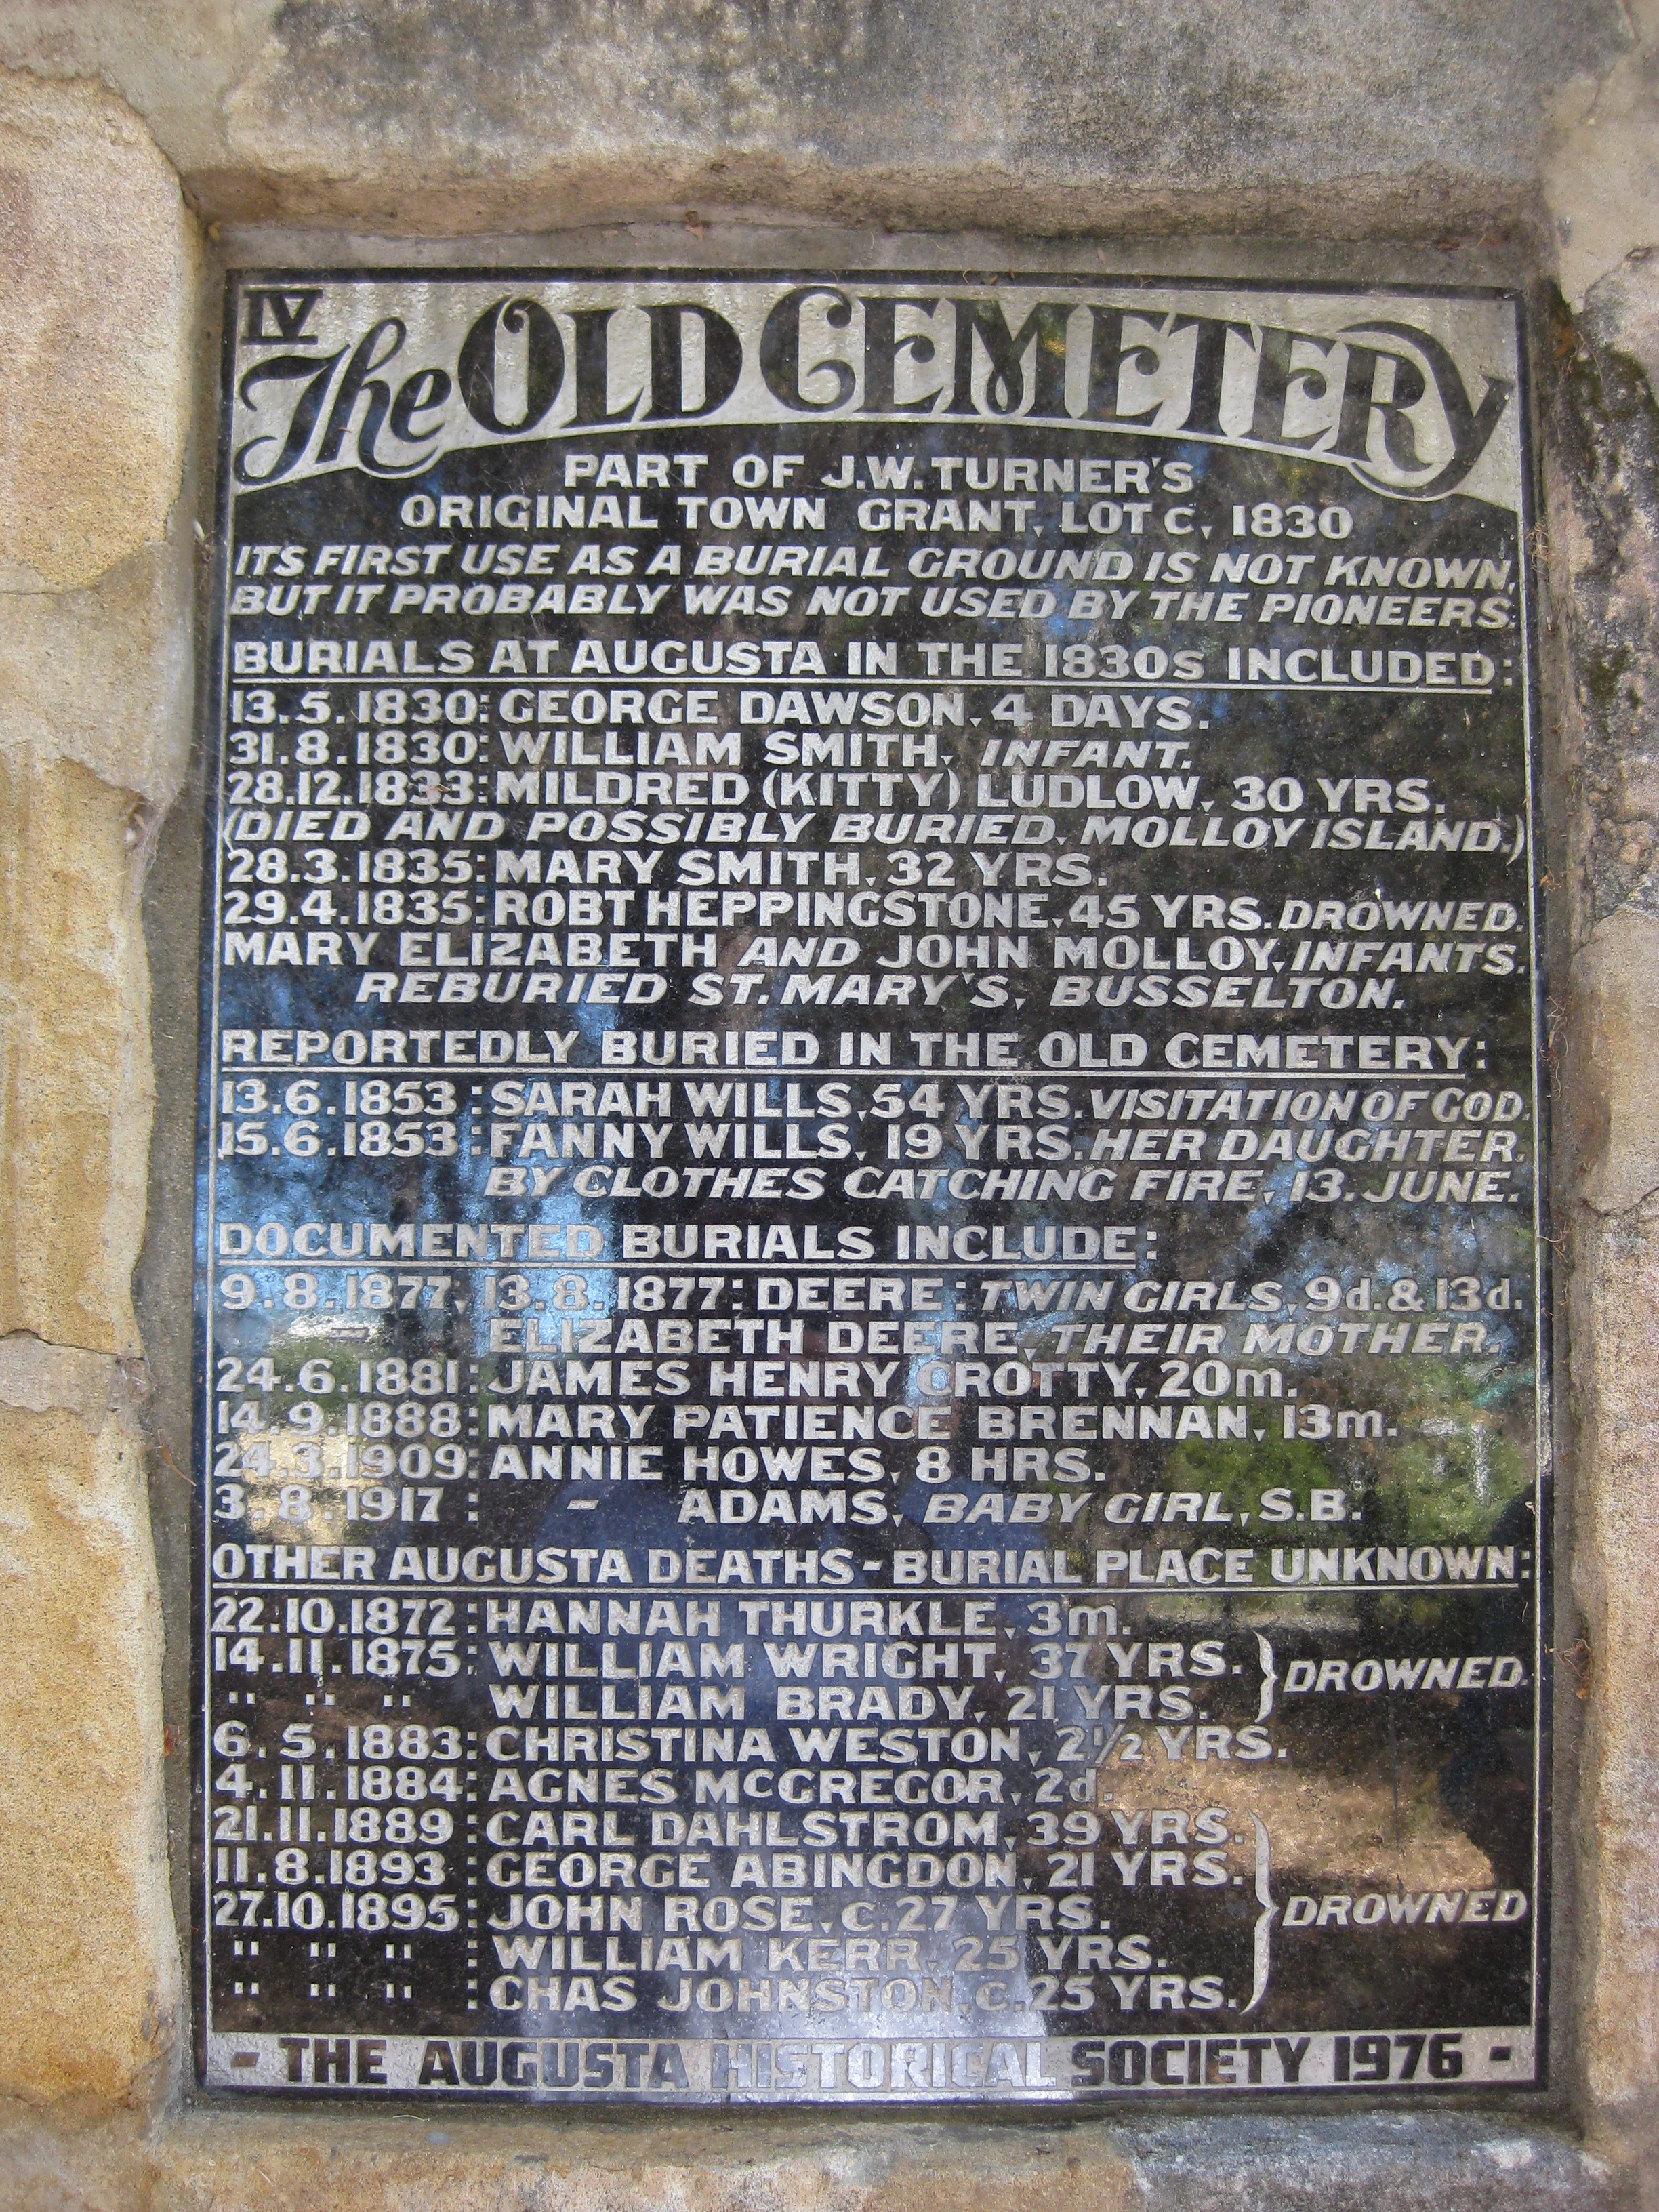 IV
The OLD CEMETERY
PART OF J.W. TURNER'S
ORIGINAL TOWN GRANT, LOT C, 1830
ITS FIRST USE AS A BURIAL GROUND IS NOT KNOWN,
BUT IT PROBABLY WAS NOT USED BY THE PIONEERS.
BURIALS AT AUGUSTA IN THE 1830s INCLUDED:
13.5.1830: GEORGE DAWSON, 4 DAYS.
31.8.1830: WILLIAM SMITH, INFANT.
28.12.1833: MILDRED (KITTY) LUDLOW, 30 YRS.
(DIED AND POSSIBLY BURIED, MOLLOY ISLAND.)
28.3.1835: MARY SMITH, 32 YRS.
29.4.1835: ROBT HEPPINGSTONE, 45 YRS. DROWNED.
MARY ELIZABETH AND JOHN MOLLOY, INFANTS.
REBURIED ST. MARY'S, BUSSELTON.
REPORTEDLY BURIED IN THE OLD CEMETERY:
13.6.1853: SARAH WILLS, 54 YRS. VISITATION OF GOD.
15.6.1853: FANNY WILLS, 19 YRS. HER DAUGHTER.
BY CLOTHES CATCHING FIRE, 13. JUNE.
DOCUMENTED BURIALS INCLUDE:
9.8.1877, 13.8.1877: DEERE: TWIN GIRLS, 9d. & 13d.
- ELIZABETH DEERE, THEIR MOTHER.
24.6.1881: JAMES HENRY CROTTY, 20m.
14.9.1888: MARY PATIENCE BRENNAN, 13m.
24.3.1909: ANNIE HOWES, 8 HRS.
3.8.1917: - ADAMS, BABY GIRL, S.B.
OTHER AUGUSTA DEATHS - BURIAL PLACE UNKNOWN:
22.10.1872: HANNAH THURKLE, 3m.
14.11.1875: WILLIAM WRIGHT, 37 YRS. } DROWNED.
" " " WILLIAM BRADY, 21 YRS.
6.5.1883: CHRISTINA WESTON, 2 1/2 YRS.
4.11.1884: AGNES McGREGOR, 2d.
21.11.1889: CARL DAHLSTROM, 39 YRS.
11.8.1893: GEORGE ABINGDON, 21 YRS.
27.10.1895: JOHN ROSE, c.27 YRS. } DROWNED
" " " : WILLIAM KERR, 25 YRS.
" " " : CHAS JOHNSTON, c.25 YRS.
- THE AUGUSTA HISTORICAL SOCIETY 1976 -